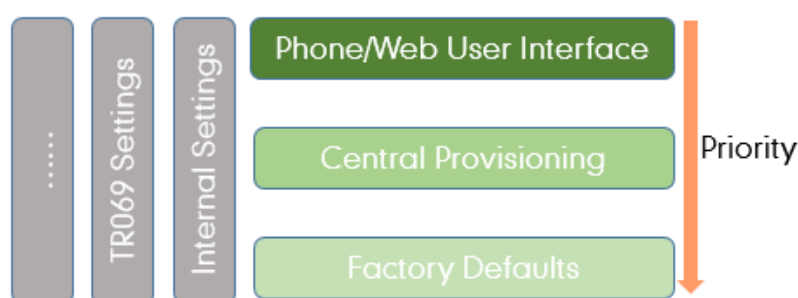 ......
TR069 Settings
Internal Settings
Phone/Web User Interface
Central Provisioning
Factory Defaults
Priority